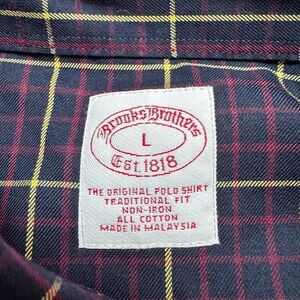 Brooks Brothers
L
Est. 1818
THE ORIGINAL POLO SHIRT
TRADITIONAL FIT
NON-IRON
ALL COTTON
MADE IN MALAYSIA